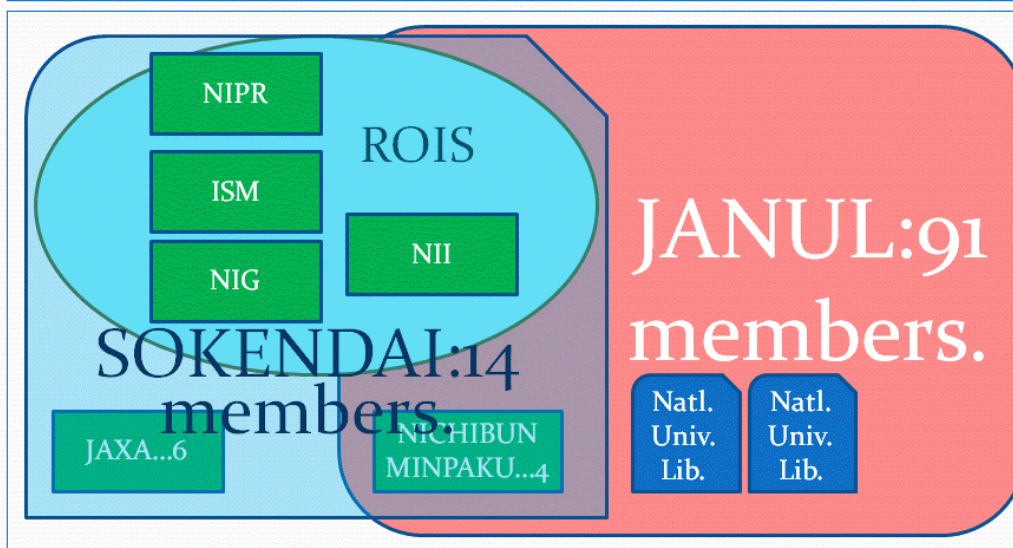 NIPR
ROIS
ISM
NII
NIG
SOKENDAI:14
members.
JAXA...6
NICHIBUN
MINPAKU...4
JANUL:91
members.
Natl.
Univ.
Lib.
Natl.
Univ.
Lib.